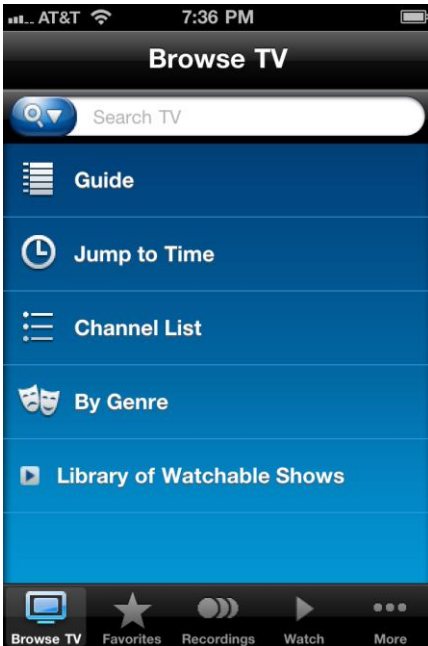 AT&T 7:36 PM
Browse TV
Search TV
Guide
Jump to Time
Channel List
By Genre
Library of Watchable Shows
Browse TV Favorites Recordings Watch More